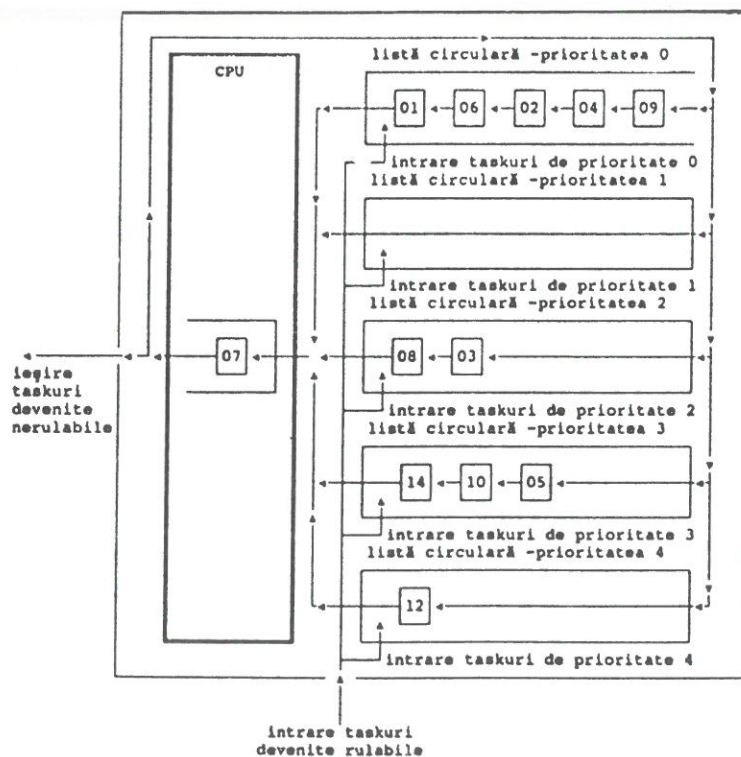 listă circulară -prioritatea 0
CPU
01
06
02
04
09
intrare taskuri de prioritate 0
listă circulară -prioritatea 1
intrare taskuri de prioritate 1
listă circulară -prioritatea 2
07
08
03
ieşire
taskuri
devenite
nerulabile
intrare taskuri de prioritate 2
listă circulară -prioritatea 3
14
10
05
intrare taskuri de prioritate 3
listă circulară -prioritatea 4
12
intrare taskuri de prioritate 4
intrare taskuri
devenite rulabile